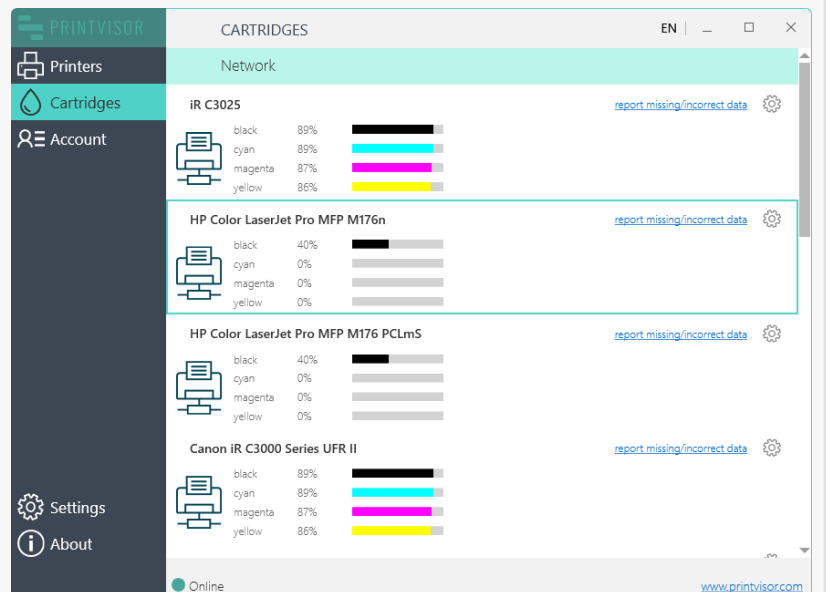 PRINTVISOR
CARTRIDGES
EN
Printers
Cartridges
Account
Settings
About
Network
iR C3025
report missing/incorrect data
black 89%
cyan 89%
magenta 87%
yellow 86%
HP Color LaserJet Pro MFP M176n
report missing/incorrect data
black 40%
cyan 0%
magenta 0%
yellow 0%
HP Color LaserJet Pro MFP M176 PCLmS
report missing/incorrect data
black 40%
cyan 0%
magenta 0%
yellow 0%
Canon iR C3000 Series UFR II
report missing/incorrect data
black 89%
cyan 89%
magenta 87%
yellow 86%
Online
www.printvisor.com